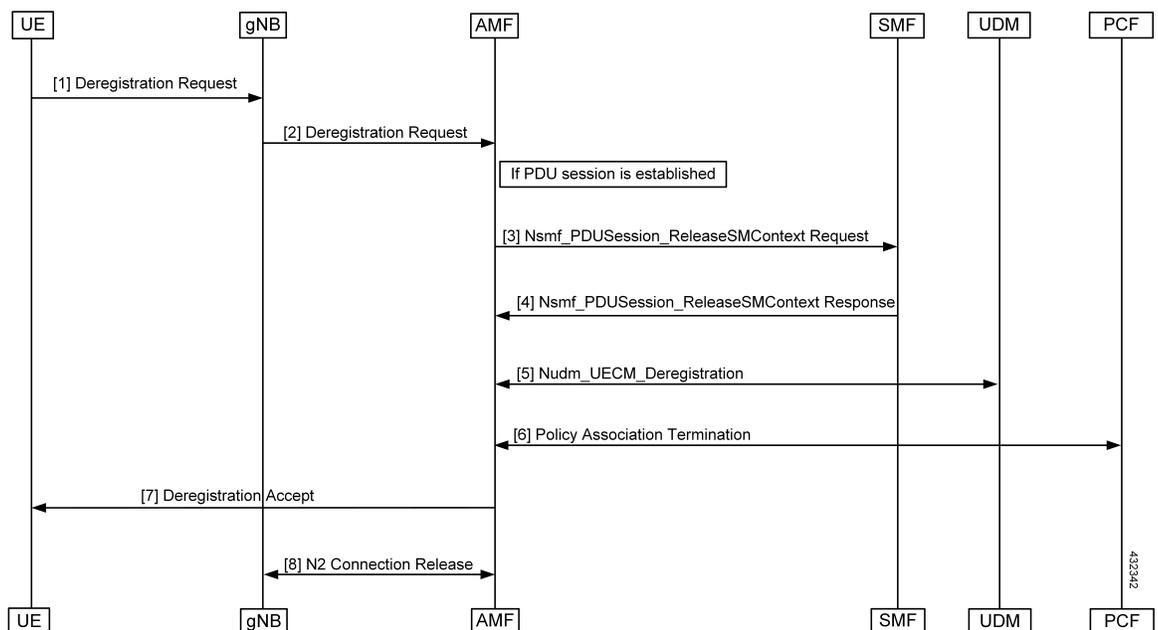 UE gNB AMF SMF UDM PCF
[1] Deregistration Request
[2] Deregistration Request
If PDU session is established
[3] Nsmf_PDUSession_ReleaseSMContext Request
[4] Nsmf_PDUSession_ReleaseSMContext Response
[5] Nudm_UECM_Deregistration
[6] Policy Association Termination
[7] Deregistration Accept
[8] N2 Connection Release
432342
UE gNB AMF SMF UDM PCF